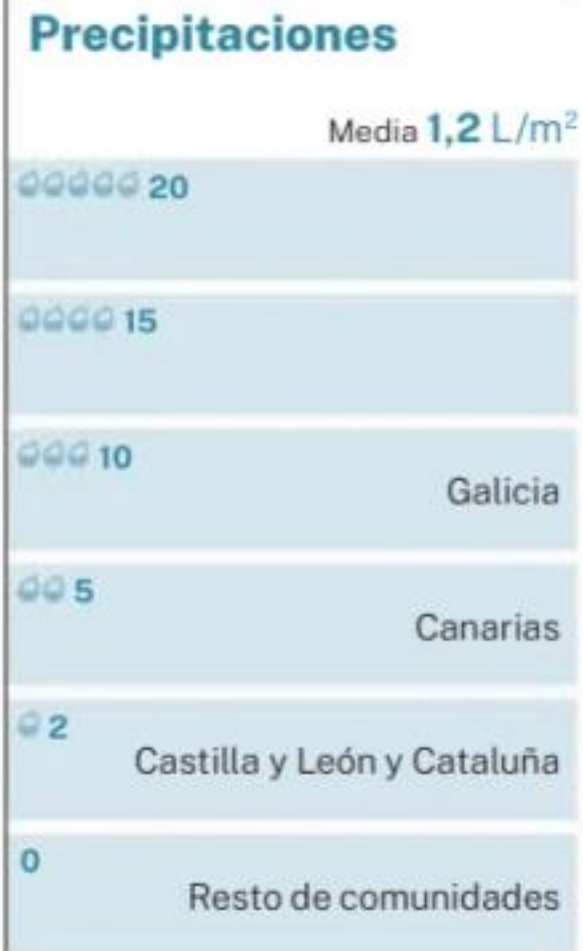 Precipitaciones
Media 1,2 L/m²
20
15
10
Galicia
5
Canarias
2
Castilla y León y Cataluña
0
Resto de comunidades